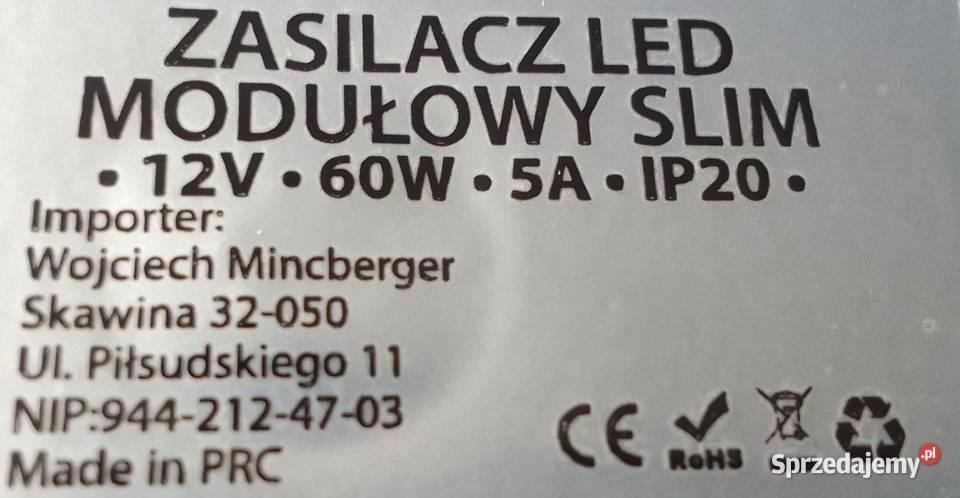 ZASILACZ LED
MODUŁOWY SLIM
• 12V • 60W • 5A • IP20 •
Importer:
Wojciech Mincberger
Skawina 32-050
Ul. Piłsudskiego 11
NIP:944-212-47-03
Made in PRC
CE
RoHS
Sprzedajemy.pl